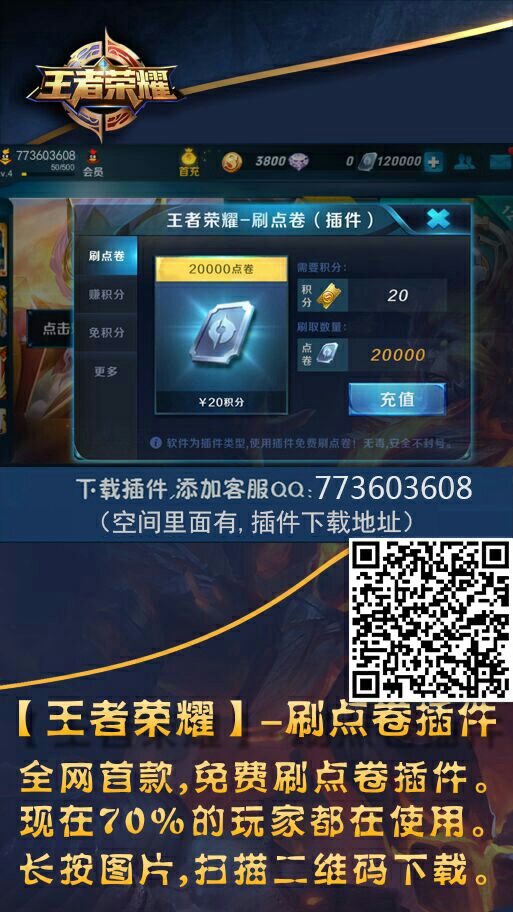 王者荣耀
773603608
50/500
v.4
会员
首充
3800
0
120000
王者荣耀-刷点卷（插件）
刷点卷
赚积分
免积分
更多
点击
20000点卷
¥20积分
需要积分：
积分
20
刷取数量：
点卷
20000
充值
软件为插件类型,使用插件免费刷点卷！无毒,安全不封号。
下载插件,添加客服QQ:773603608
（空间里面有,插件下载地址）
【王者荣耀】-刷点卷插件
全网首款,免费刷点卷插件。
现在70%的玩家都在使用。
长按图片,扫描二维码下载。